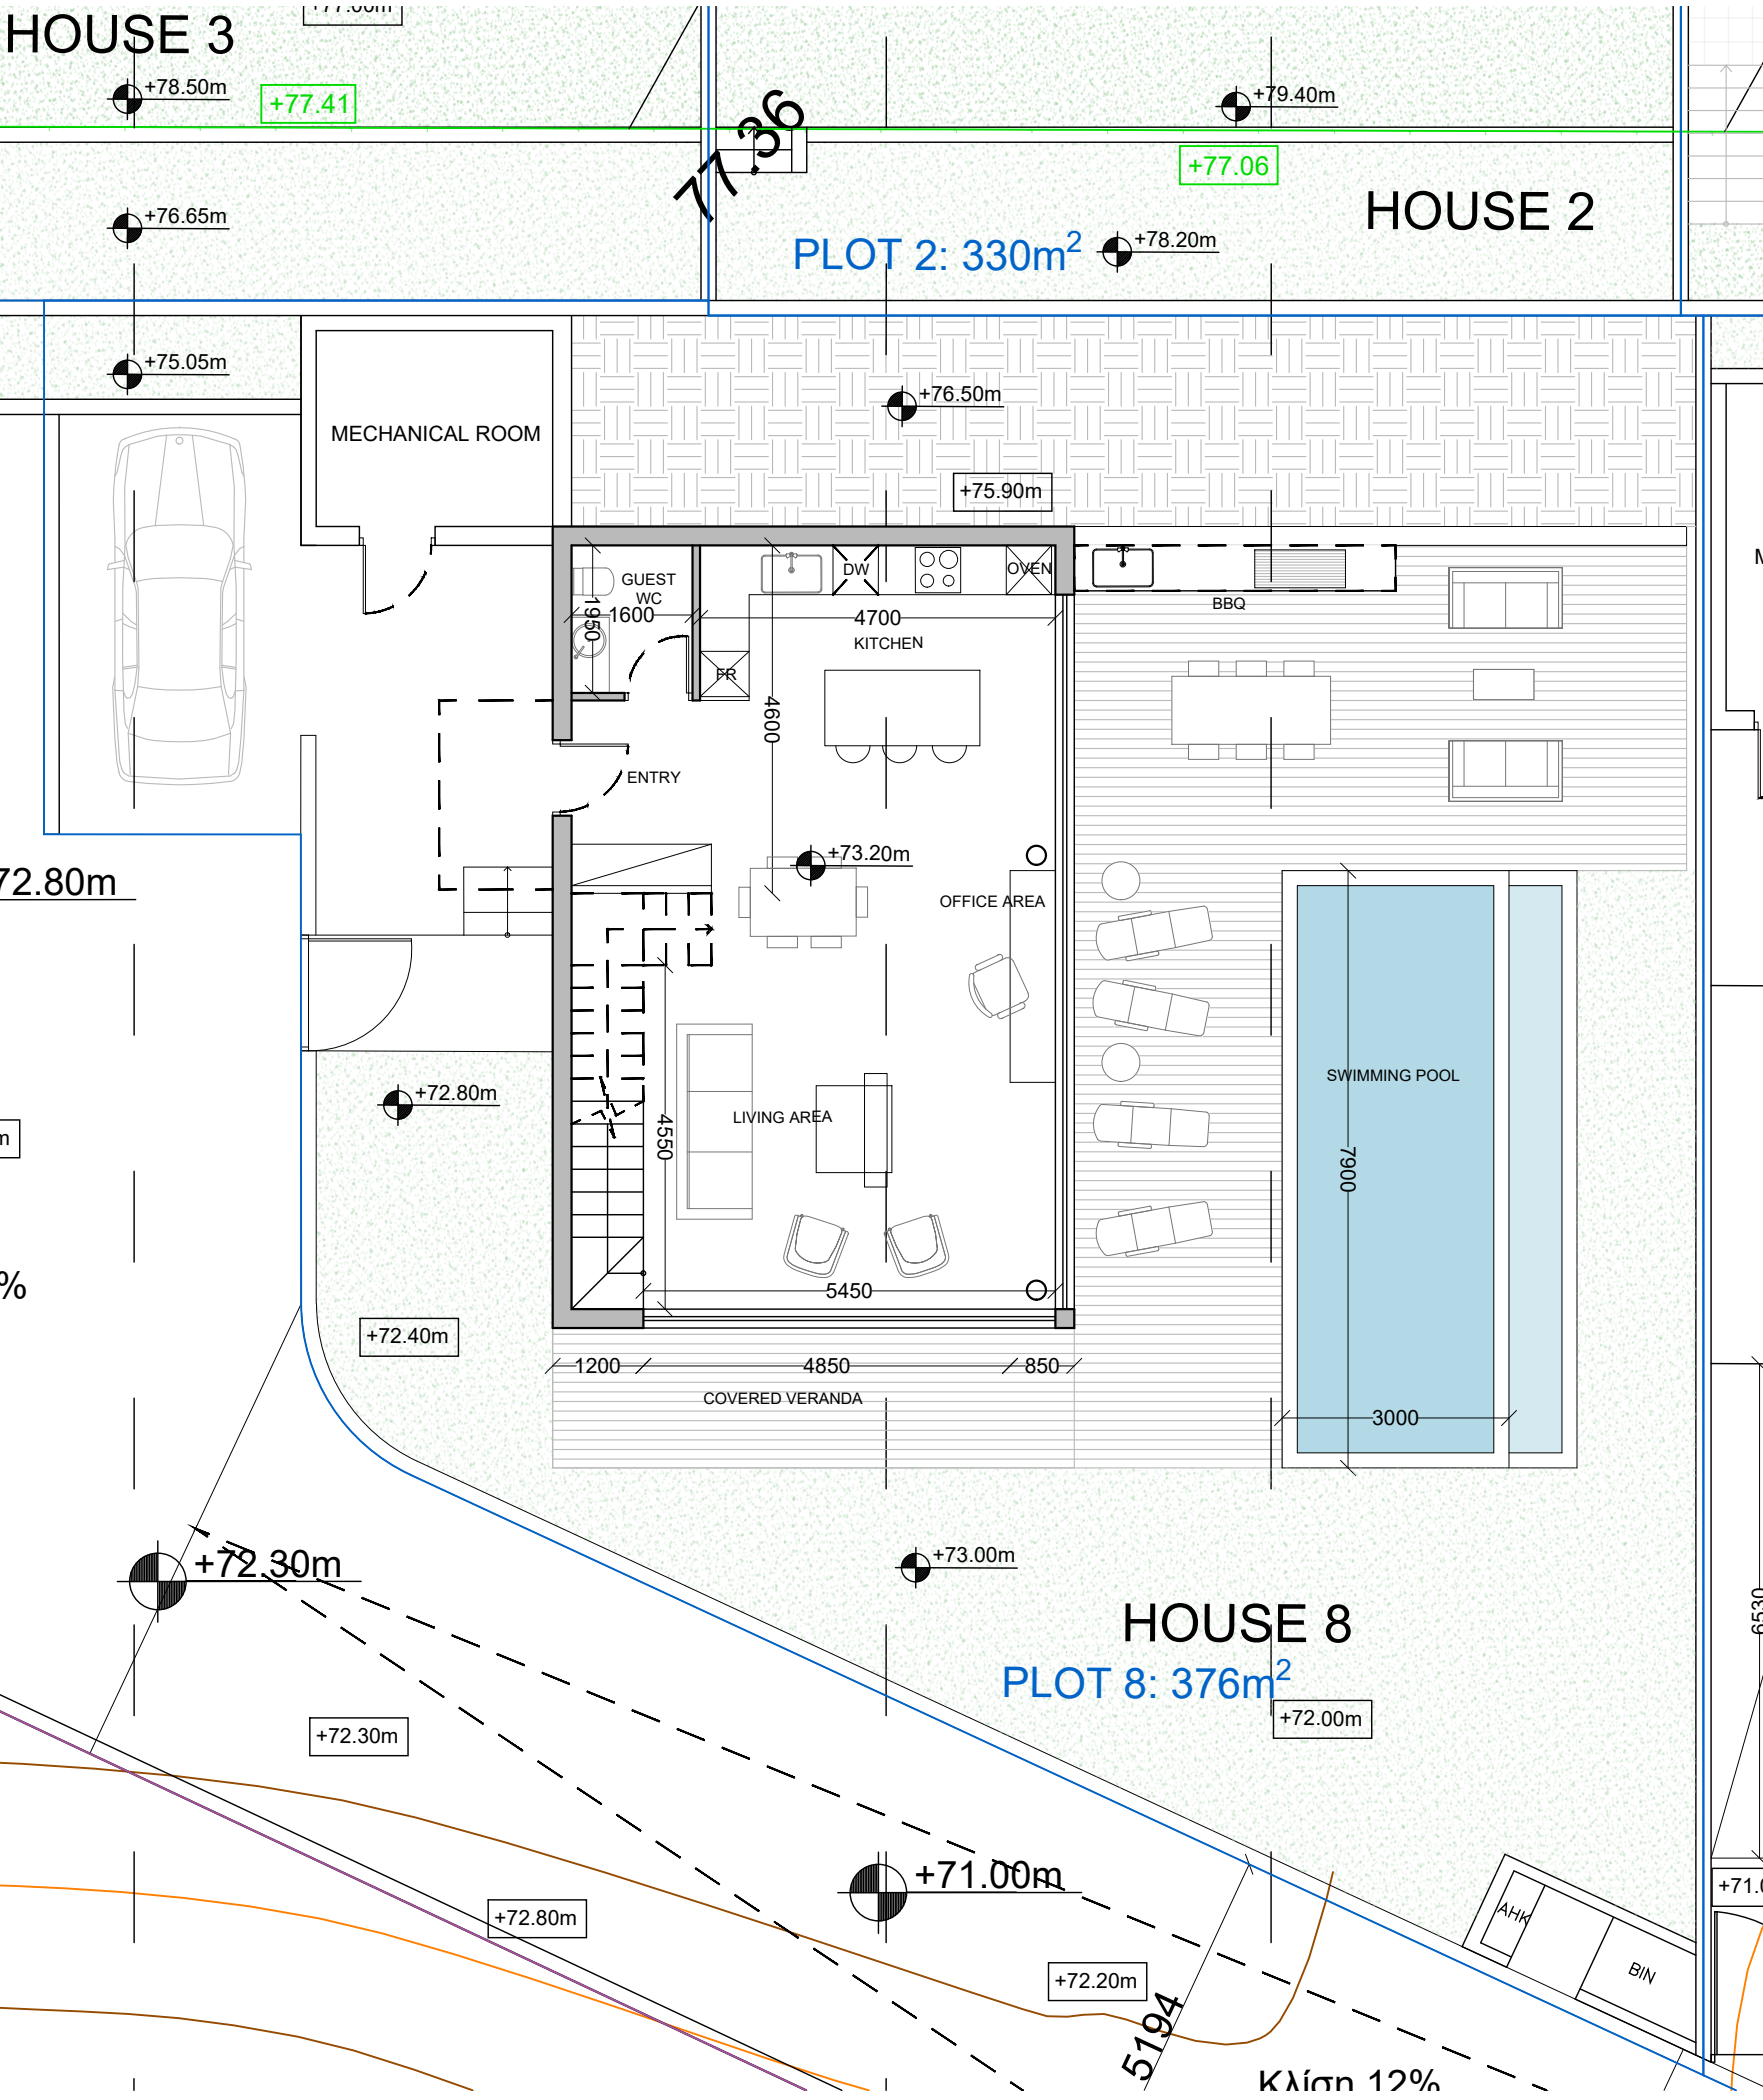 HOUSE 3
+78.50m
+77.41
77.36
+79.40m
+77.06
HOUSE 2
+76.65m
PLOT 2: 330m²
+78.20m
+75.05m
+76.50m
MECHANICAL ROOM
+75.90m
DW
OVEN
GUEST
WC
1950
1600
4700
KITCHEN
BBQ
FR
4600
ENTRY
+73.20m
72.80m
OFFICE AREA
SWIMMING POOL
+72.80m
LIVING AREA
4550
7900
%
5450
+72.40m
1200
4850
850
COVERED VERANDA
3000
+72.30m
+73.00m
HOUSE 8
PLOT 8: 376m²
6530
+72.30m
+72.00m
+71.00m
+72.80m
AHK
BIN
+72.20m
5194
Κλίση 12%